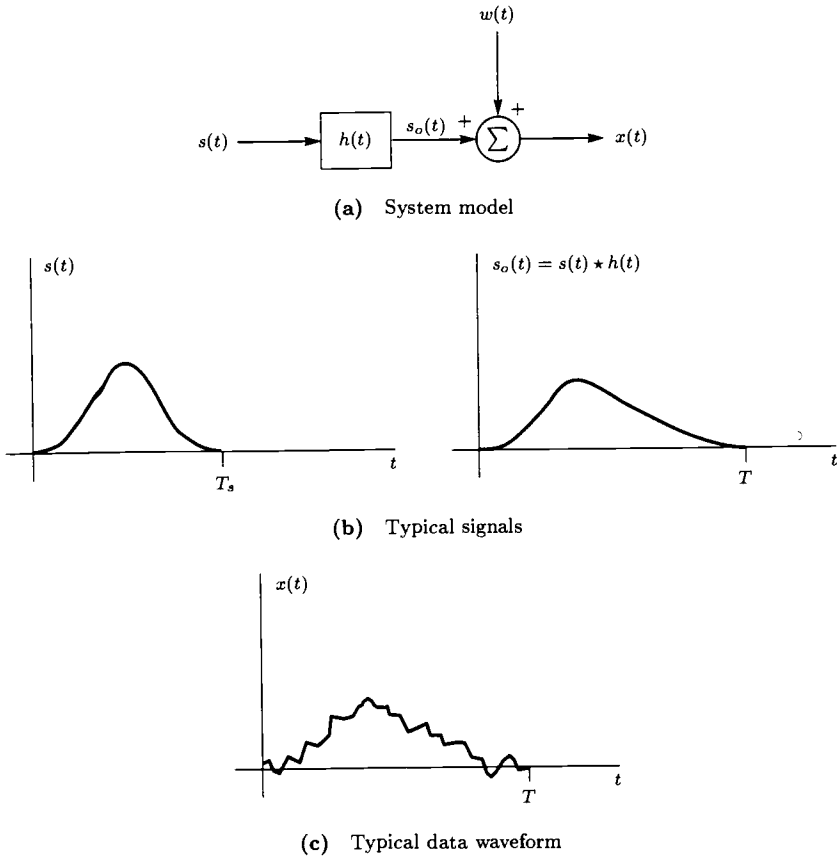 w(t)
s(t) h(t) s_o(t) + + ∑ x(t)
(a) System model
s(t)
t
T_s
s_o(t) = s(t) ⋆ h(t)
t
T
(b) Typical signals
x(t)
t
T
(c) Typical data waveform